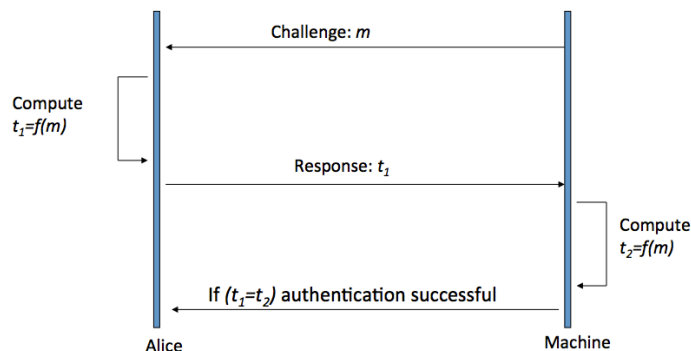 Challenge: m
Compute
t₁=f(m)
Response: t₁
Compute
t₂=f(m)
If (t₁=t₂) authentication successful
Alice
Machine